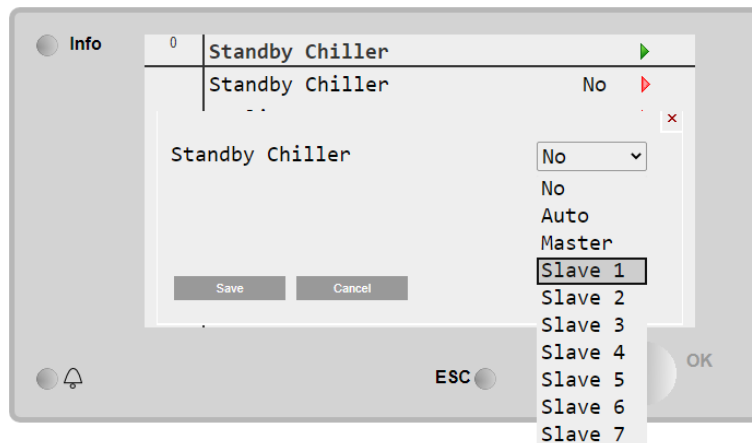 Info
0
Standby Chiller
Standby Chiller No
Standby Chiller
No
No
Auto
Master
Slave 1
Slave 2
Slave 3
Slave 4
Slave 5
Slave 6
Slave 7
Save Cancel
ESC
OK